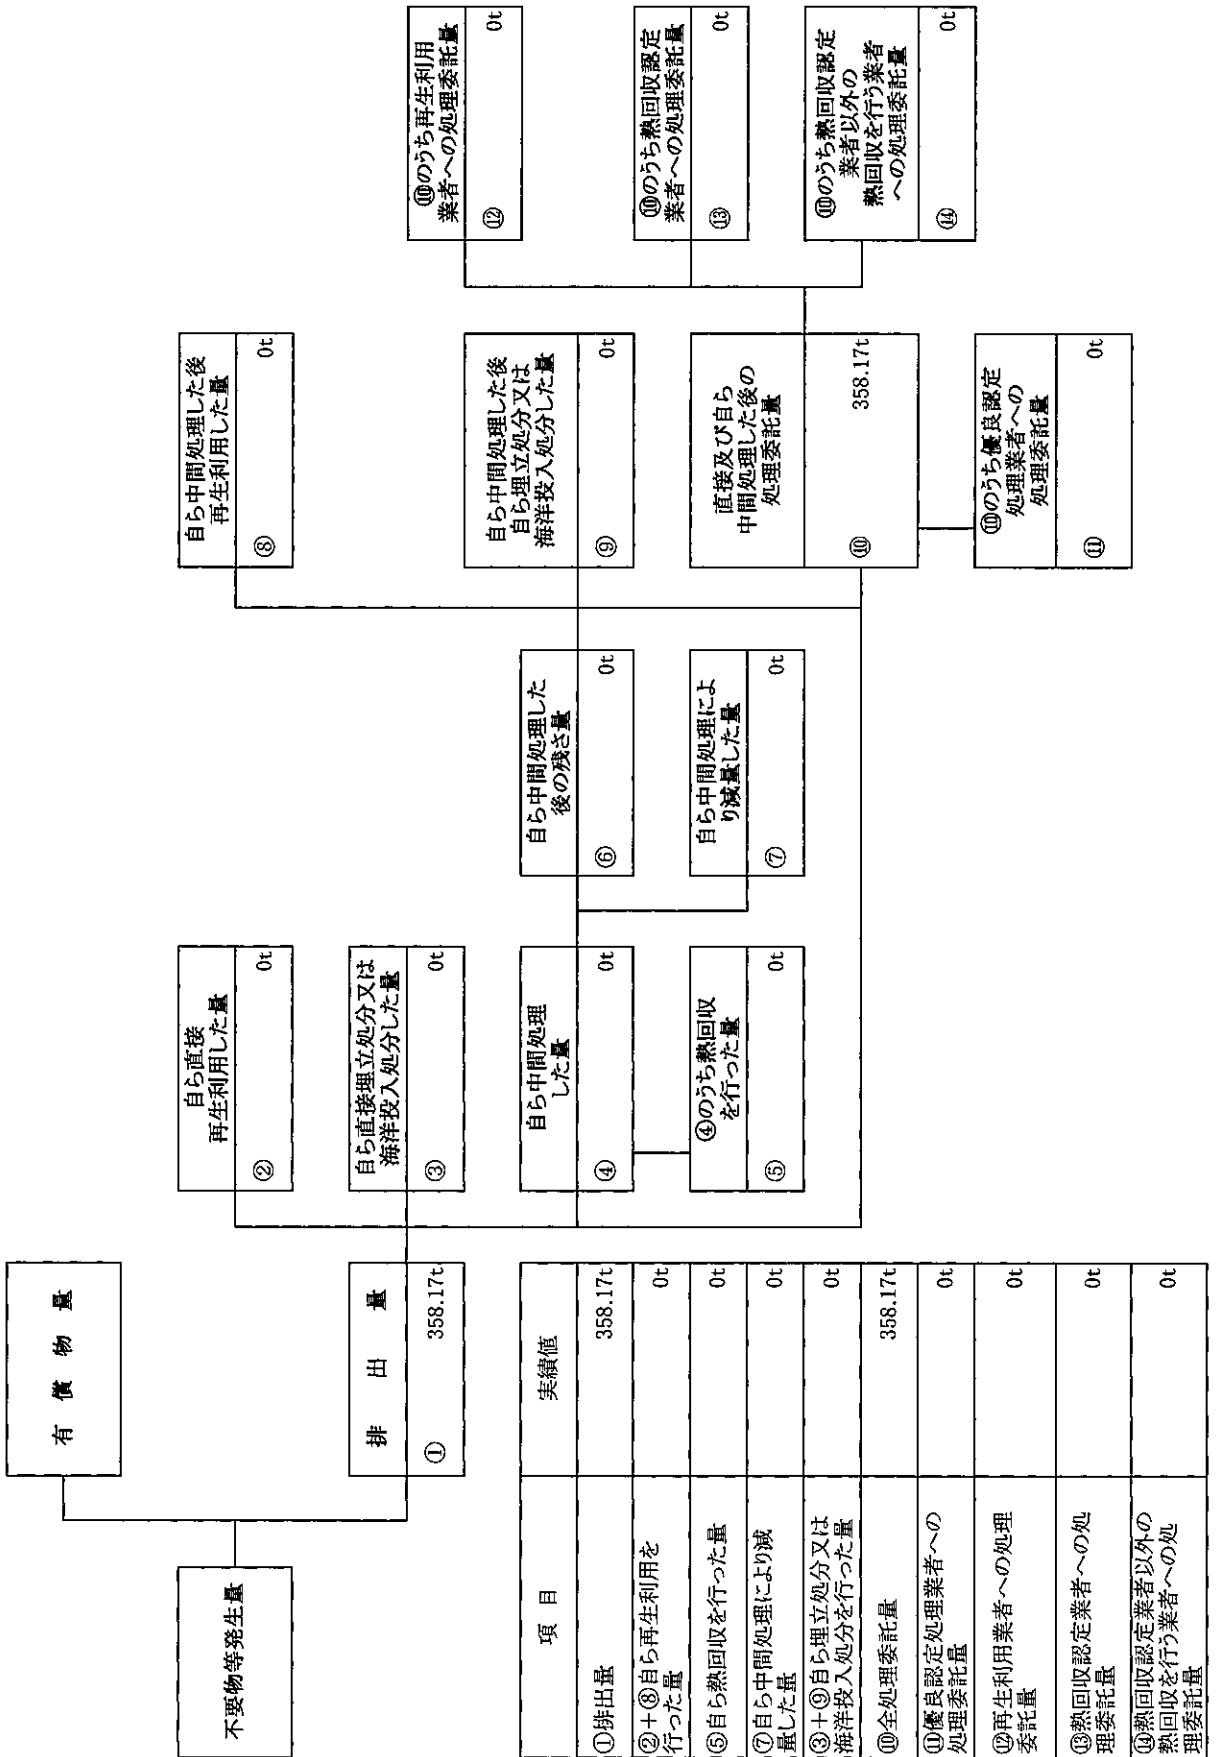 不要物等発生量
有償物量
排出量
① 358.17t
自ら直接
再生利用した量
② 0t
自ら直接埋立処分又は
海洋投入処分した量
③ 0t
自ら中間処理
した量
④ 0t
④のうち熱回収
を行った量
⑤ 0t
自ら中間処理した
後の残さ量
⑥ 0t
自ら中間処理によ
り減量した量
⑦ 0t
自ら中間処理した後
再生利用した量
⑧ 0t
自ら中間処理した後
自ら埋立処分又は
海洋投入処分した量
⑨ 0t
直接及び自ら
中間処理した後の
処理委託量
⑩ 358.17t
⑩のうち優良認定
処理業者への
処理委託量
⑪ 0t
⑩のうち再生利用
業者への処理委託量
⑫ 0t
⑩のうち熱回収認定
業者への処理委託量
⑬ 0t
⑩のうち熱回収認定
業者以外の
熱回収を行う業者
への処理委託量
⑭ 0t
項目 実績値
①排出量 358.17t
②+⑧自ら再生利用を
行った量 0t
⑤自ら熱回収を行った量 0t
⑦自ら中間処理により減
量した量 0t
③+⑨自ら埋立処分又は
海洋投入処分を行った量 0t
⑩全処理委託量 358.17t
⑪優良認定処理業者への
処理委託量 0t
⑫再生利用業者への処理
委託量 0t
⑬熱回収認定業者への処
理委託量 0t
⑭熱回収認定業者以外の
熱回収を行う業者への処
理委託量 0t